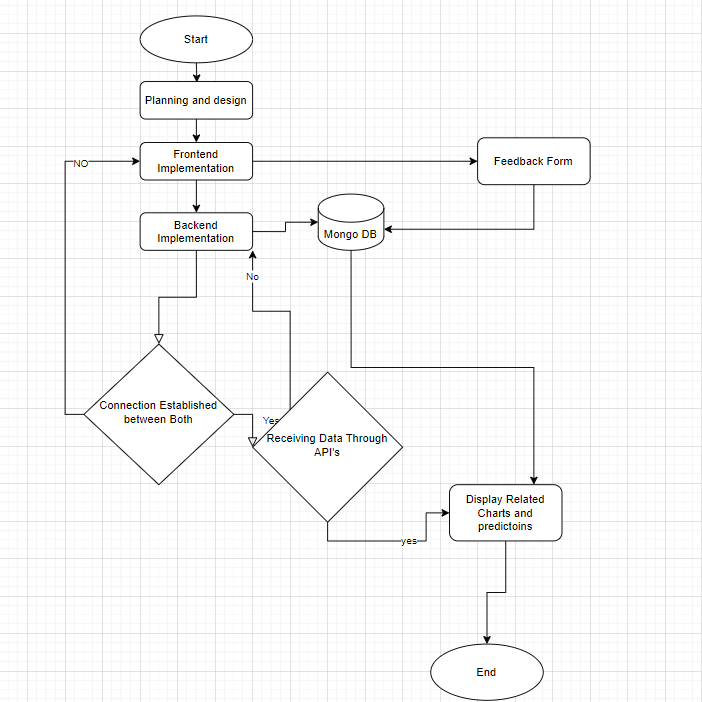 Start
Planning and design
Frontend
Implementation
NO
Feedback Form
Backend
Implementation
Mongo DB
No
Connection Established
between Both
Yes
Receiving Data Through
API's
Display Related
Charts and
predictoins
yes
End